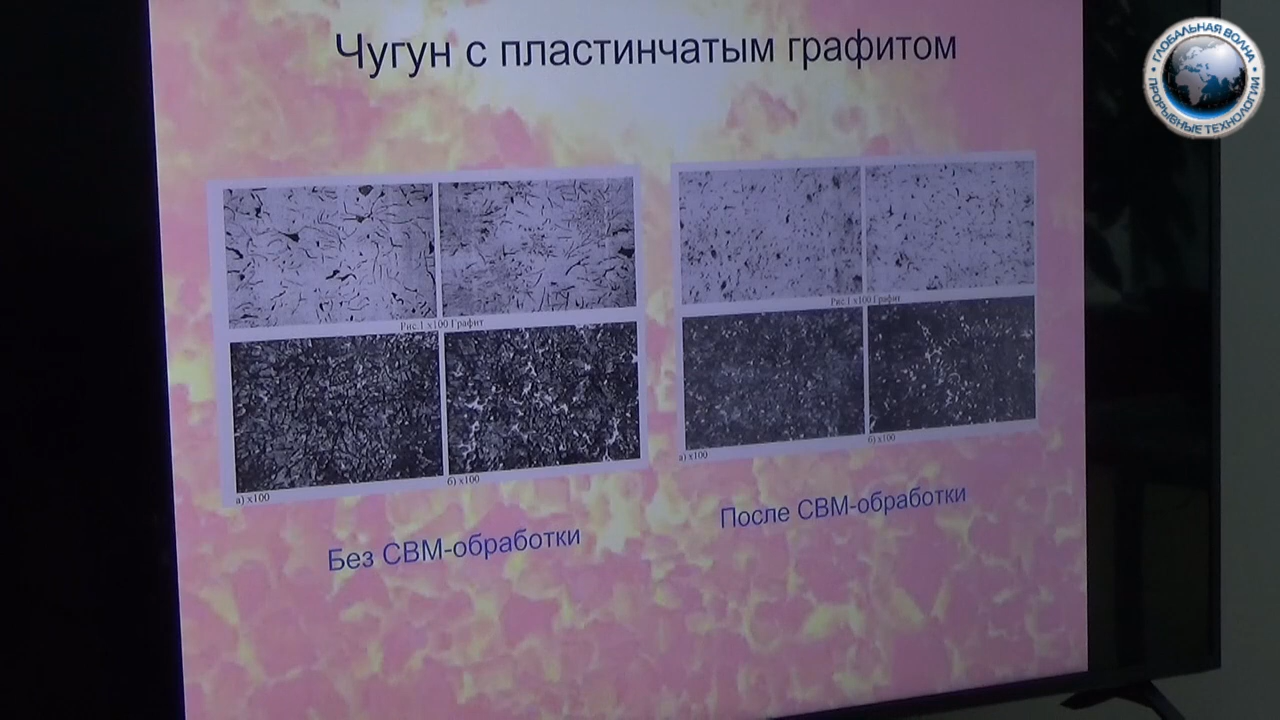 ГЛОБАЛЬНАЯ ВОЛНА
ПРОРЫВНЫЕ ТЕХНОЛОГИИ
Чугун с пластинчатым графитом
Рис.1 х100 Графит
а) х100
б) х100
Без СВМ-обработки
Рис.1 х100 Графит
а) х100
б) х100
После СВМ-обработки